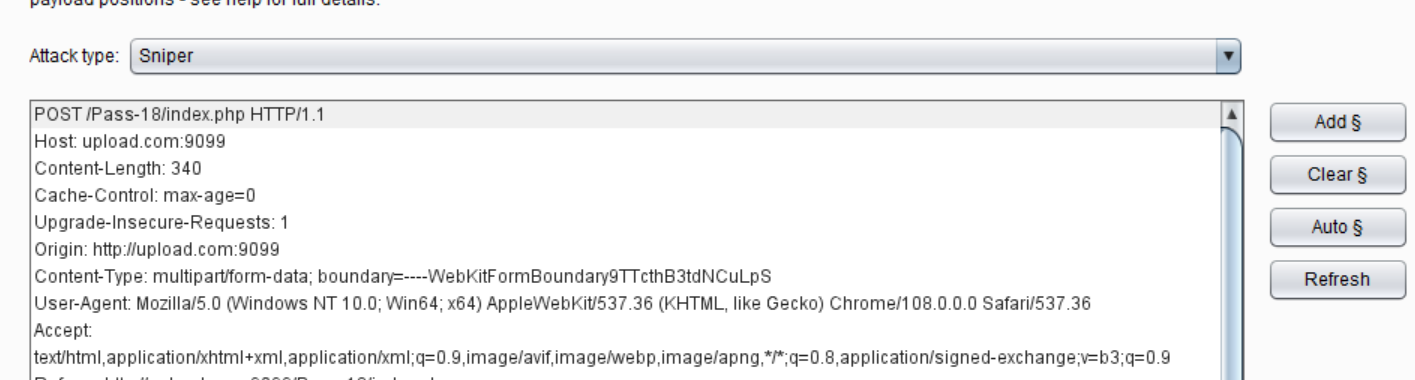 payload positions - see help for full details.
Attack type: Sniper
POST /Pass-18/index.php HTTP/1.1
Host: upload.com:9099
Content-Length: 340
Cache-Control: max-age=0
Upgrade-Insecure-Requests: 1
Origin: http://upload.com:9099
Content-Type: multipart/form-data; boundary=----WebKitFormBoundary9TTcthB3tdNCuLpS
User-Agent: Mozilla/5.0 (Windows NT 10.0; Win64; x64) AppleWebKit/537.36 (KHTML, like Gecko) Chrome/108.0.0.0 Safari/537.36
Accept:
text/html,application/xhtml+xml,application/xml;q=0.9,image/avif,image/webp,image/apng,*/*;q=0.8,application/signed-exchange;v=b3;q=0.9
Add §
Clear §
Auto §
Refresh